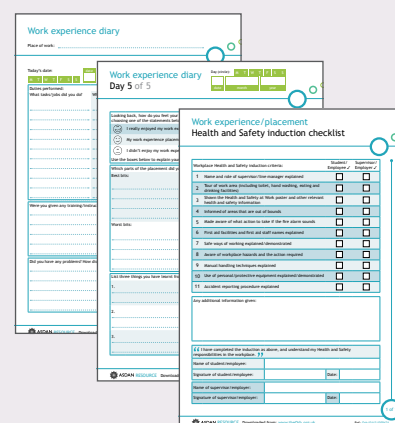 Work experience diary
Place of work:
Today's date:
M T W T F S S
Duties performed:
What tasks/jobs did you do?
Were you given any training/instruc
Did you have any problems? How di
Work experience diary
Day 5 of 5
M T W T F S S
Looking back, how do you feel your
choosing one of the statements below
I really enjoyed my work ex
My work experience placem
I didn't enjoy my work expe
Use the boxes below to explain your
Which parts of the placement did yo
Best bits:
Worst bits:
List three things you have learnt fro
1.
2.
3.
ASDAN RESOURCE Download
Work experience/placement
Health and Safety induction checklist
Workplace Health and Safety induction criteria:
Student/ Employee ✓
Supervisor/ Employer ✓
1 Name and role of supervisor/line manager explained
2 Tour of work area (including toilet, hand washing, eating and drinking facilities)
3 Shown the Health and Safety at Work poster and other relevant health and safety information
4 Informed of areas that are out of bounds
5 Made aware of what action to take if the fire alarm sounds
6 First aid facilities and first aid staff names explained
7 Safe ways of working explained/demonstrated
8 Aware of workplace hazards and the action required
9 Manual handling techniques explained
10 Use of personal/protective equipment explained/demonstrated
11 Accident reporting procedure explained
Any additional information given:
“ I have completed the induction as above, and understand my Health and Safety
responsibilities in the workplace. ”
Name of student/employee:
Signature of student/employee:
Date:
Name of supervisor/employer:
Signature of supervisor/employer:
Date:
ASDAN RESOURCE Downloaded from